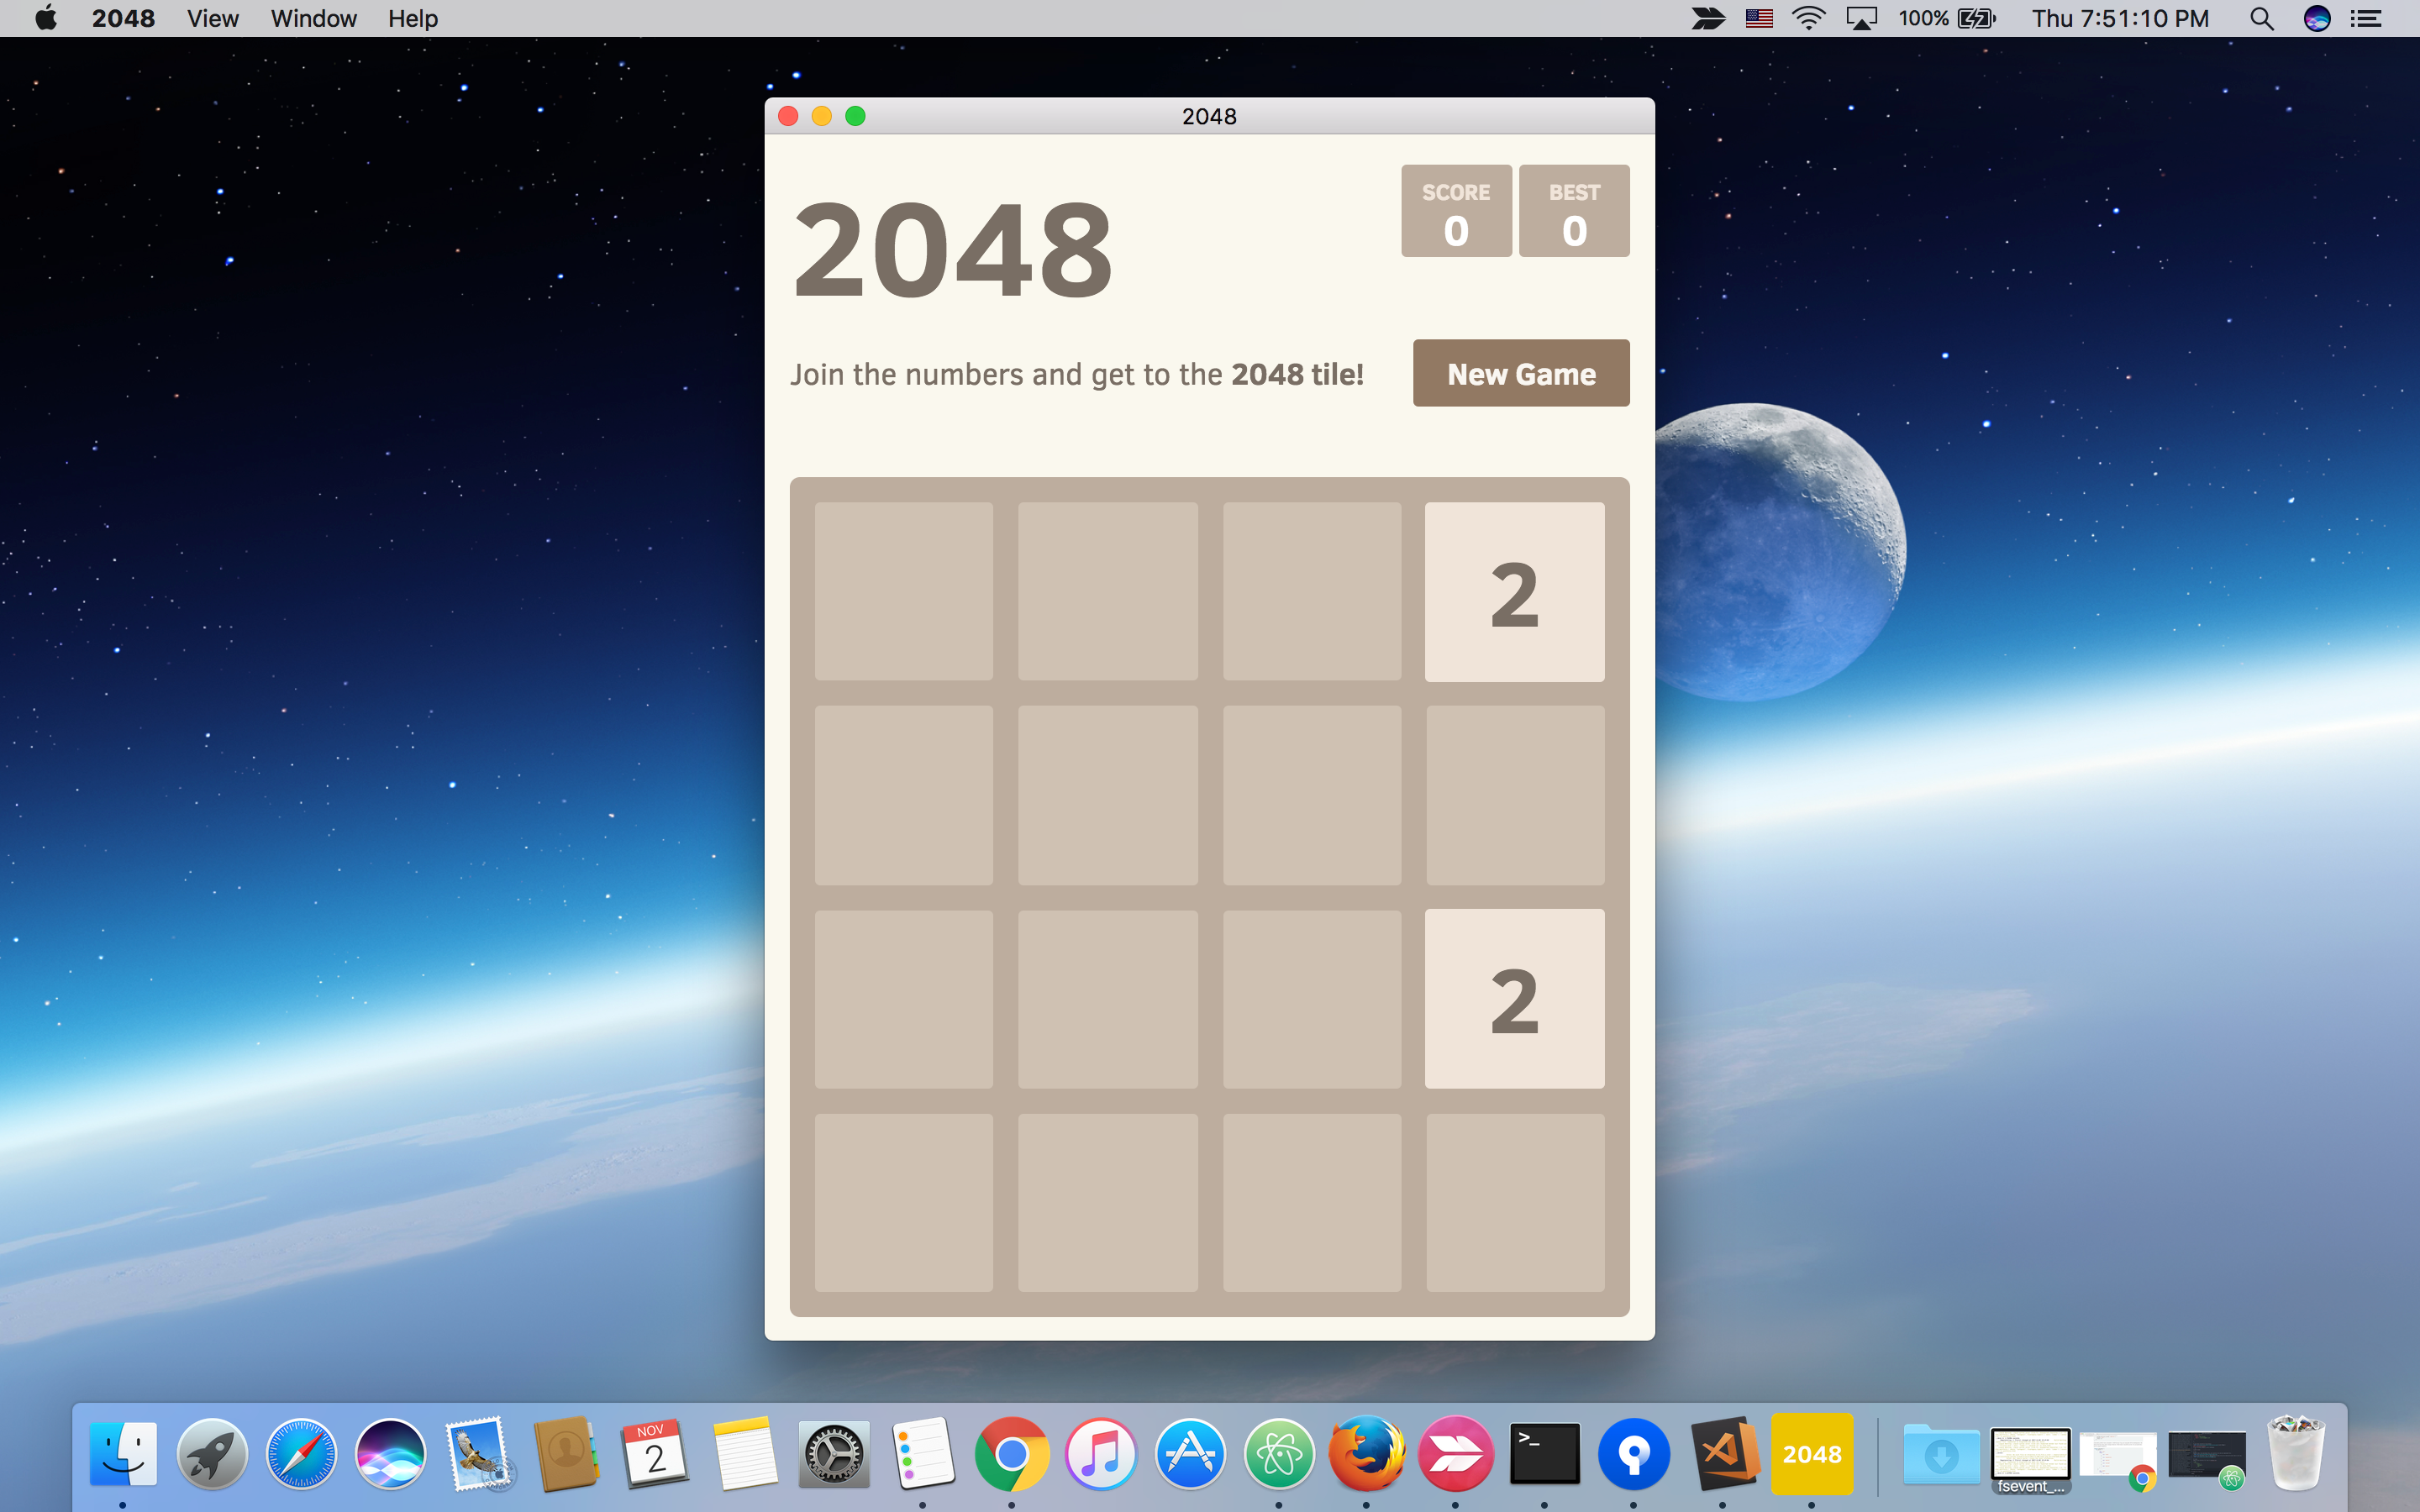 2048 View Window Help 100% Thu 7:51:10 PM
2048
2048
SCORE
0
BEST
0
Join the numbers and get to the 2048 tile!
New Game
2
2
NOV
2
>_
2048
fsevent_...